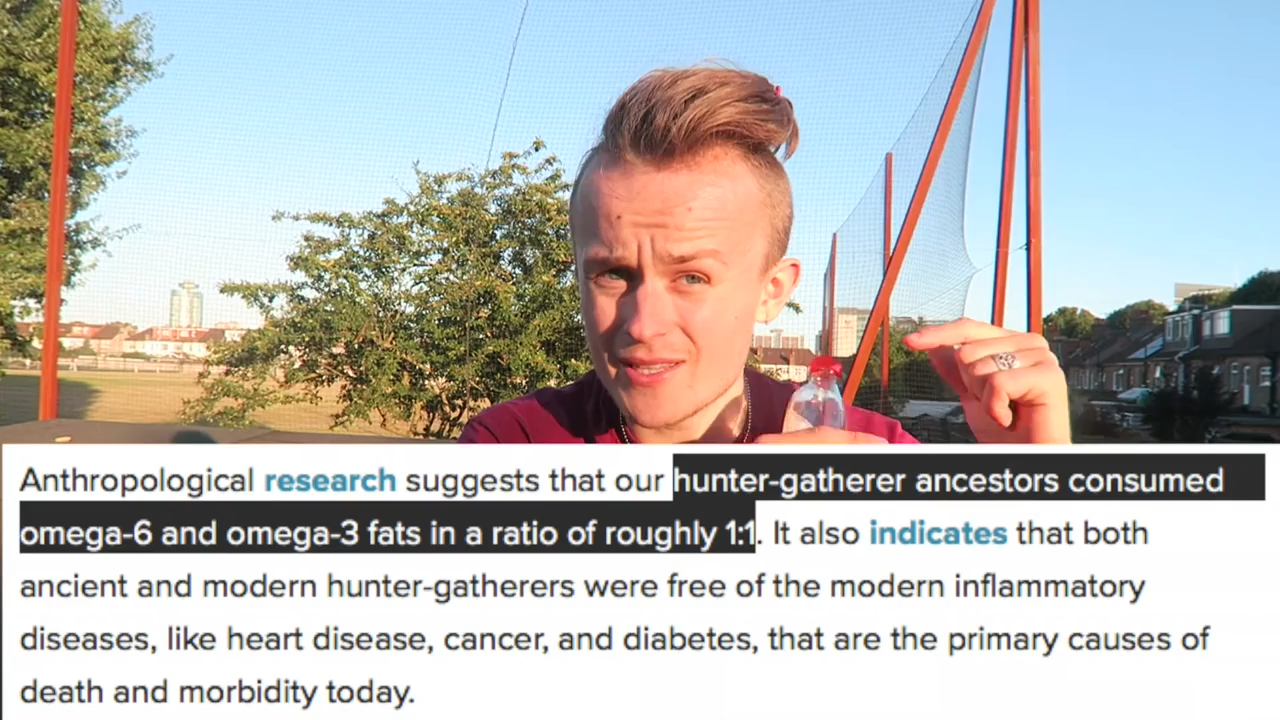 Anthropological research suggests that our hunter-gatherer ancestors consumed
omega-6 and omega-3 fats in a ratio of roughly 1:1. It also indicates that both
ancient and modern hunter-gatherers were free of the modern inflammatory
diseases, like heart disease, cancer, and diabetes, that are the primary causes of
death and morbidity today.